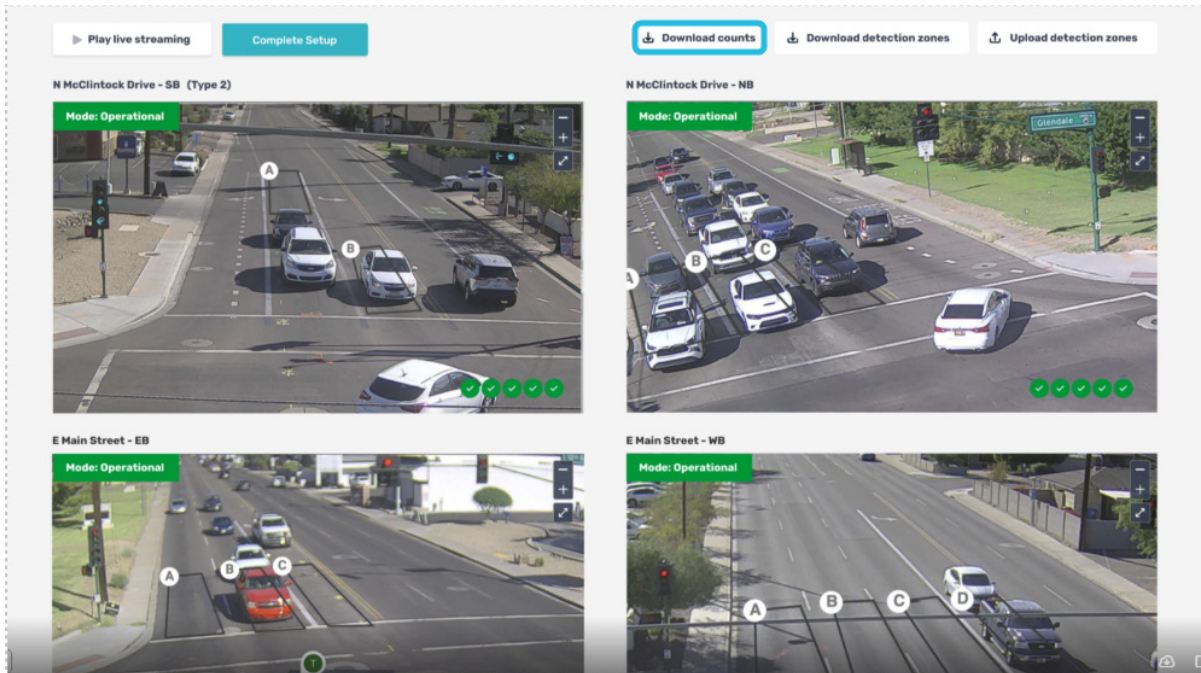 Play live streaming
Complete Setup
Download counts
Download detection zones
Upload detection zones
N McClintock Drive - SB (Type 2)
N McClintock Drive - NB
Mode: Operational
A
B
Mode: Operational
Glendale
A
B
C
E Main Street - EB
E Main Street - WB
Mode: Operational
A
B
C
T
Mode: Operational
A
B
C
D